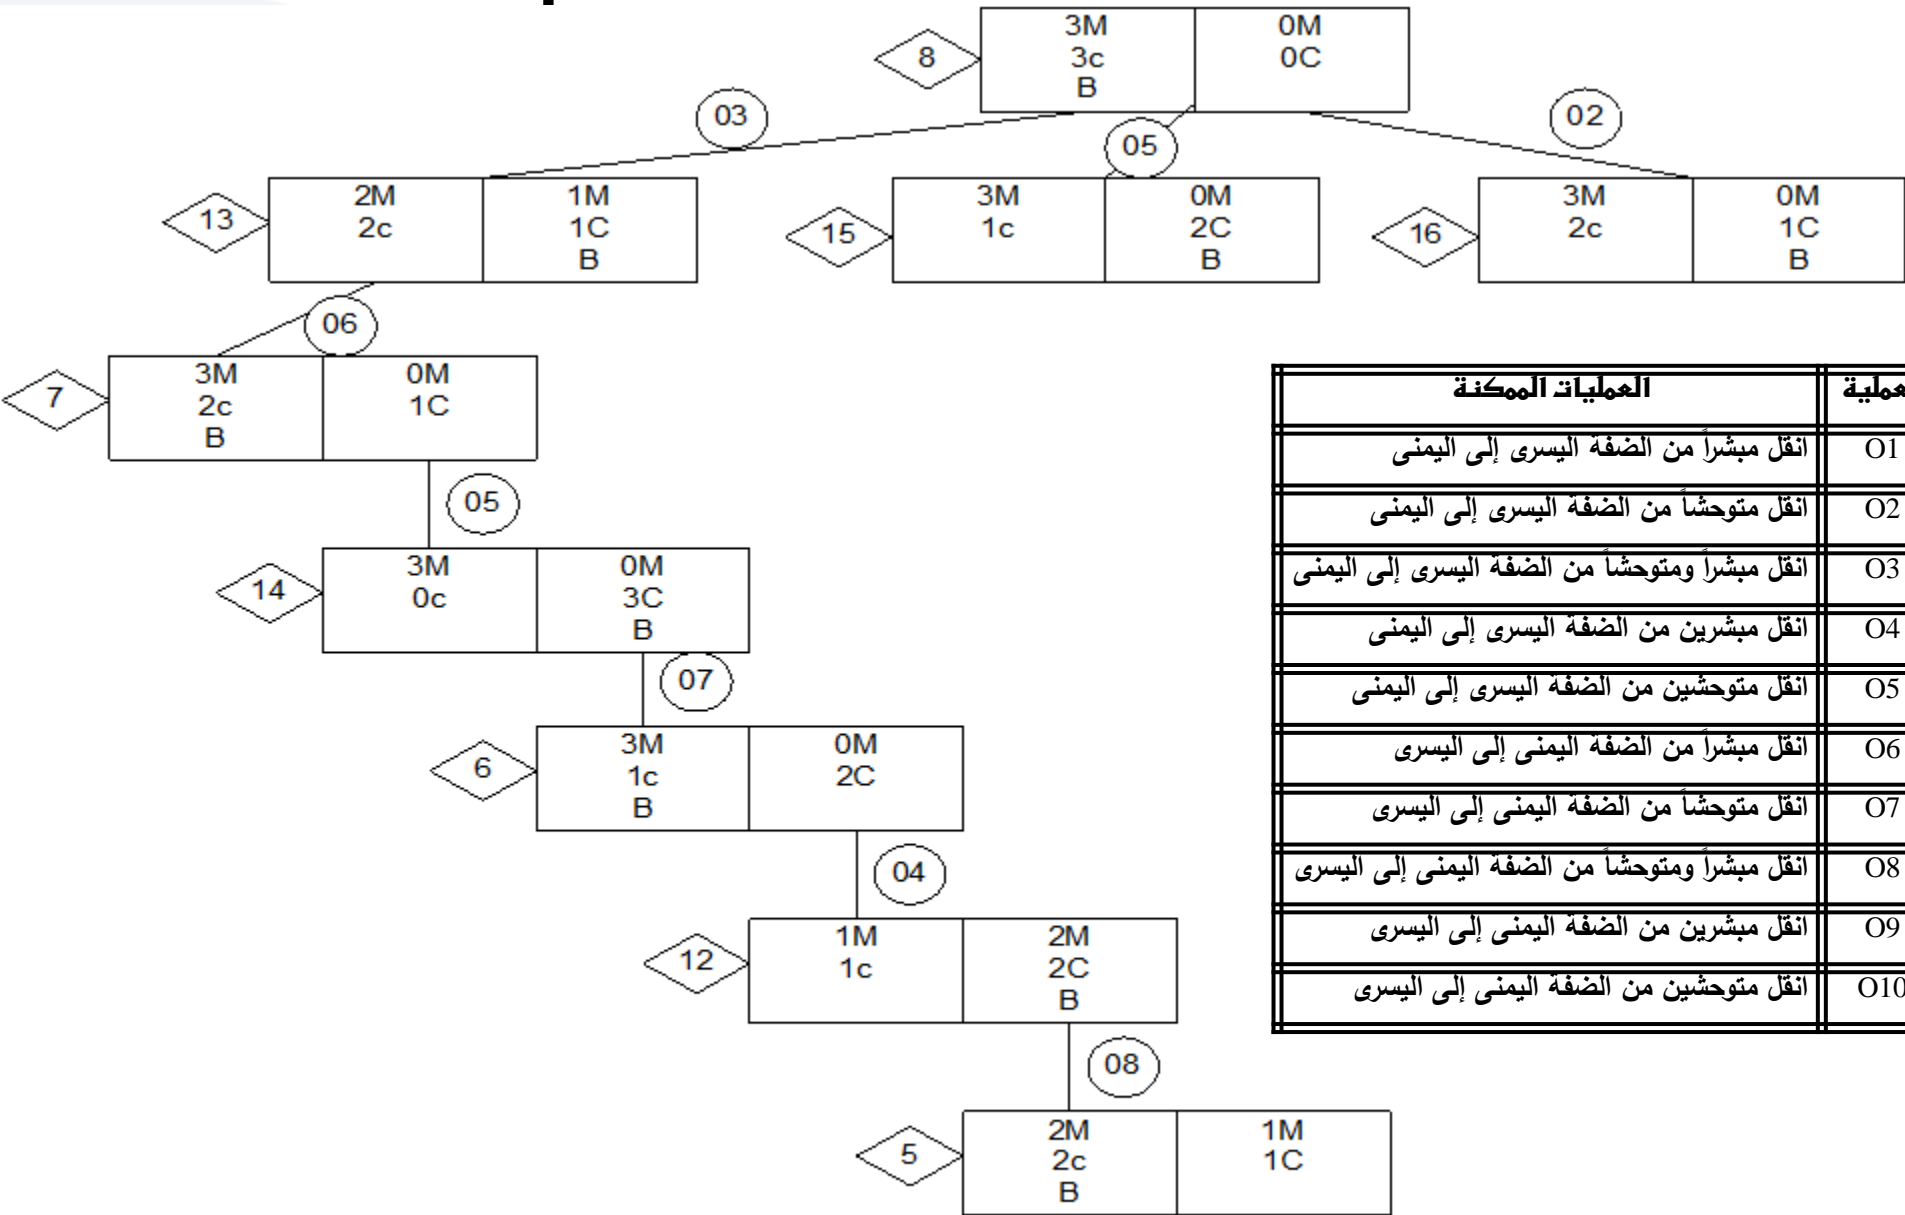 8
3M
3c
B
0M
0C
03
05
02
13
2M
2c
1M
1C
B
15
3M
1c
0M
2C
B
16
3M
2c
0M
1C
B
06
7
3M
2c
B
0M
1C
05
14
3M
0c
0M
3C
B
07
6
3M
1c
B
0M
2C
04
12
1M
1c
2M
2C
B
08
5
2M
2c
B
1M
1C
العمليات الممكنة
O1 انقل مبشراً من الضفة اليسرى إلى اليمنى
O2 انقل متوحشاً من الضفة اليسرى إلى اليمنى
O3 انقل مبشراً ومتوحشاً من الضفة اليسرى إلى اليمنى
O4 انقل مبشرين من الضفة اليسرى إلى اليمنى
O5 انقل متوحشين من الضفة اليسرى إلى اليمنى
O6 انقل مبشراً من الضفة اليمنى إلى اليسرى
O7 انقل متوحشاً من الضفة اليمنى إلى اليسرى
O8 انقل مبشراً ومتوحشاً من الضفة اليمنى إلى اليسرى
O9 انقل مبشرين من الضفة اليمنى إلى اليسرى
O10 انقل متوحشين من الضفة اليمنى إلى اليسرى